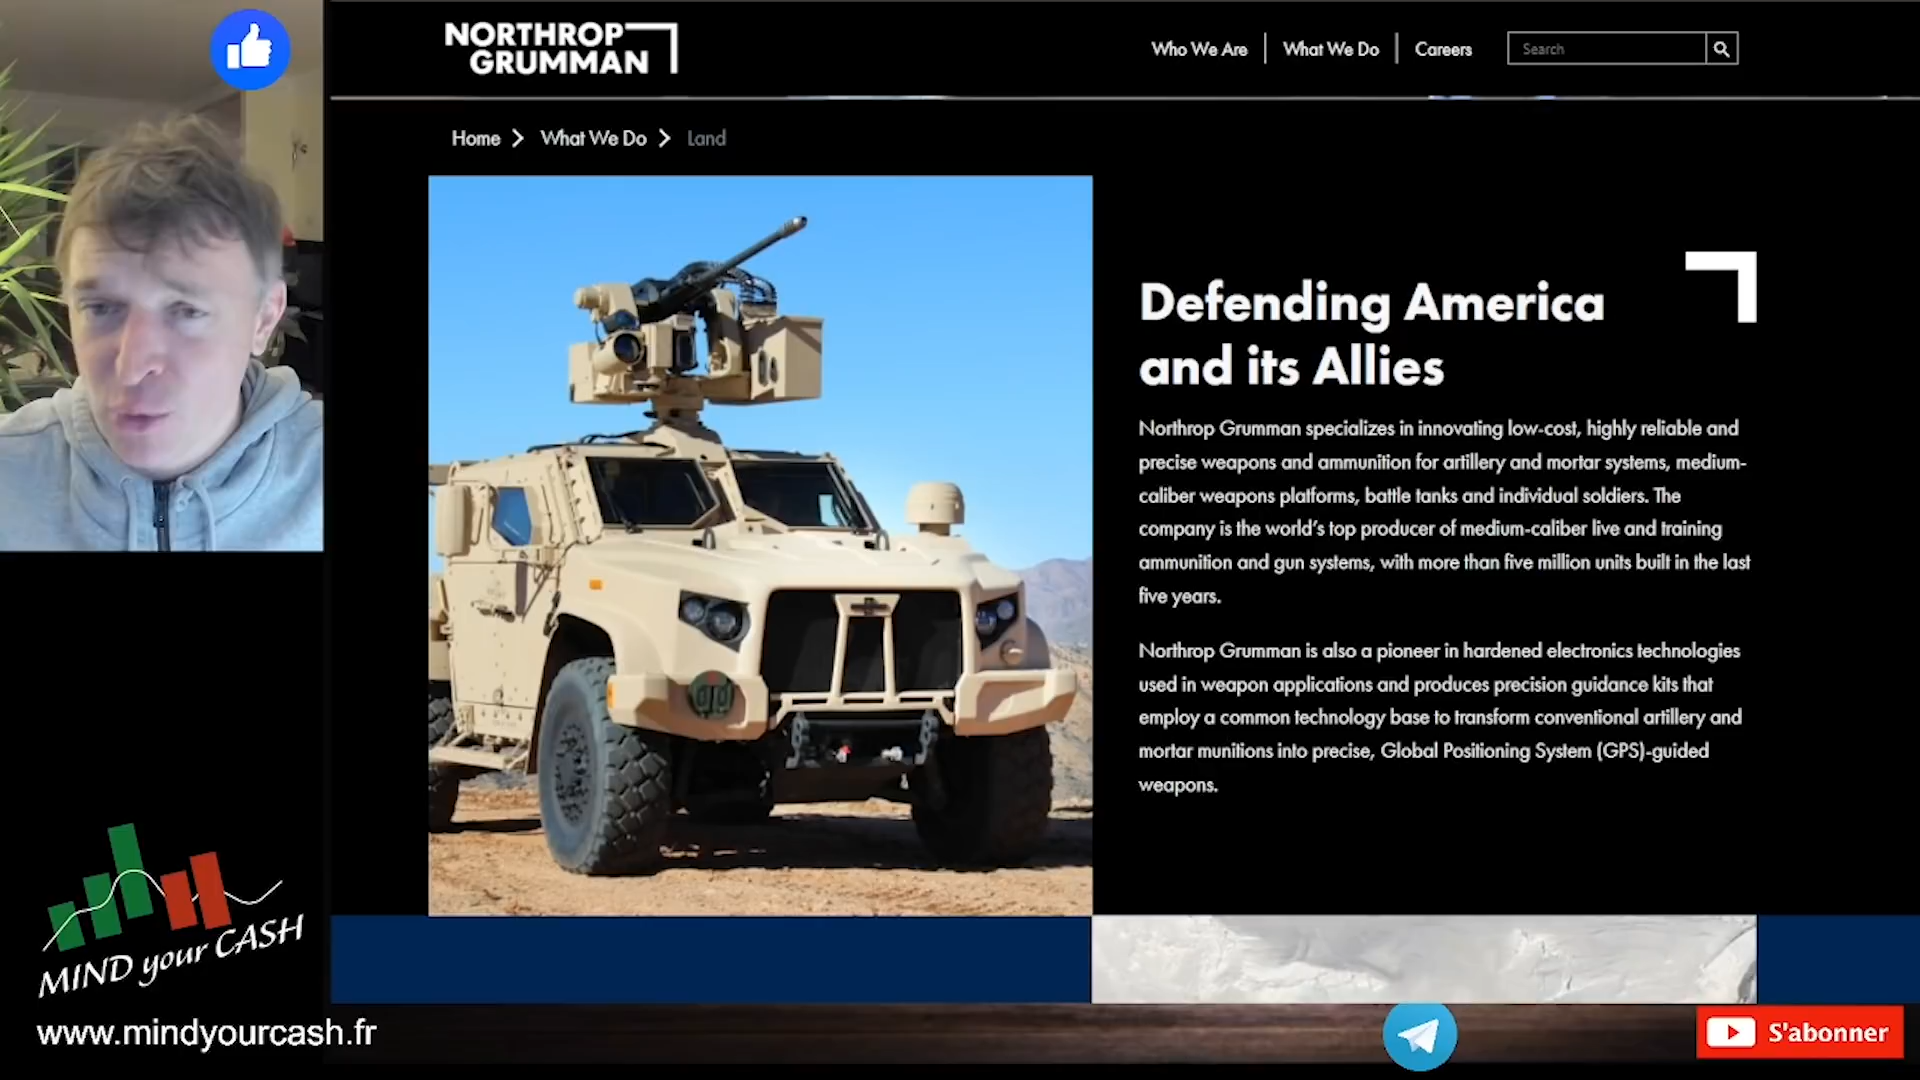 NORTHROP
GRUMMAN
Who We Are
What We Do
Careers
Search
Home
What We Do
Land
Defending America
and its Allies
Northrop Grumman specializes in innovating low-cost, highly reliable and
precise weapons and ammunition for artillery and mortar systems, medium-
caliber weapons platforms, battle tanks and individual soldiers. The
company is the world’s top producer of medium-caliber live and training
ammunition and gun systems, with more than five million units built in the last
five years.
Northrop Grumman is also a pioneer in hardened electronics technologies
used in weapon applications and produces precision guidance kits that
employ a common technology base to transform conventional artillery and
mortar munitions into precise, Global Positioning System (GPS)-guided
weapons.
MIND your CASH
www.mindyourcash.fr
S'abonner